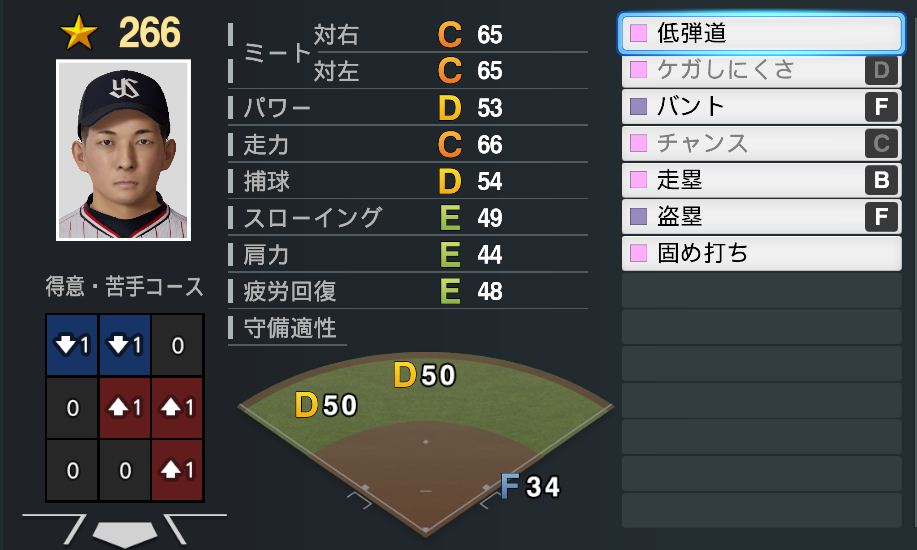 ★ 266
YS
ミート
対右 C 65
対左 C 65
パワー D 53
走力 C 66
捕球 D 54
スローイング E 49
肩力 E 44
疲労回復 E 48
守備適性
D 50
D 50
F 34
得意・苦手コース
↓1 ↓1 0
0 ↑1 ↑1
0 0 ↑1
低弾道
ケガしにくさ D
バント F
チャンス C
走塁 B
盗塁 F
固め打ち